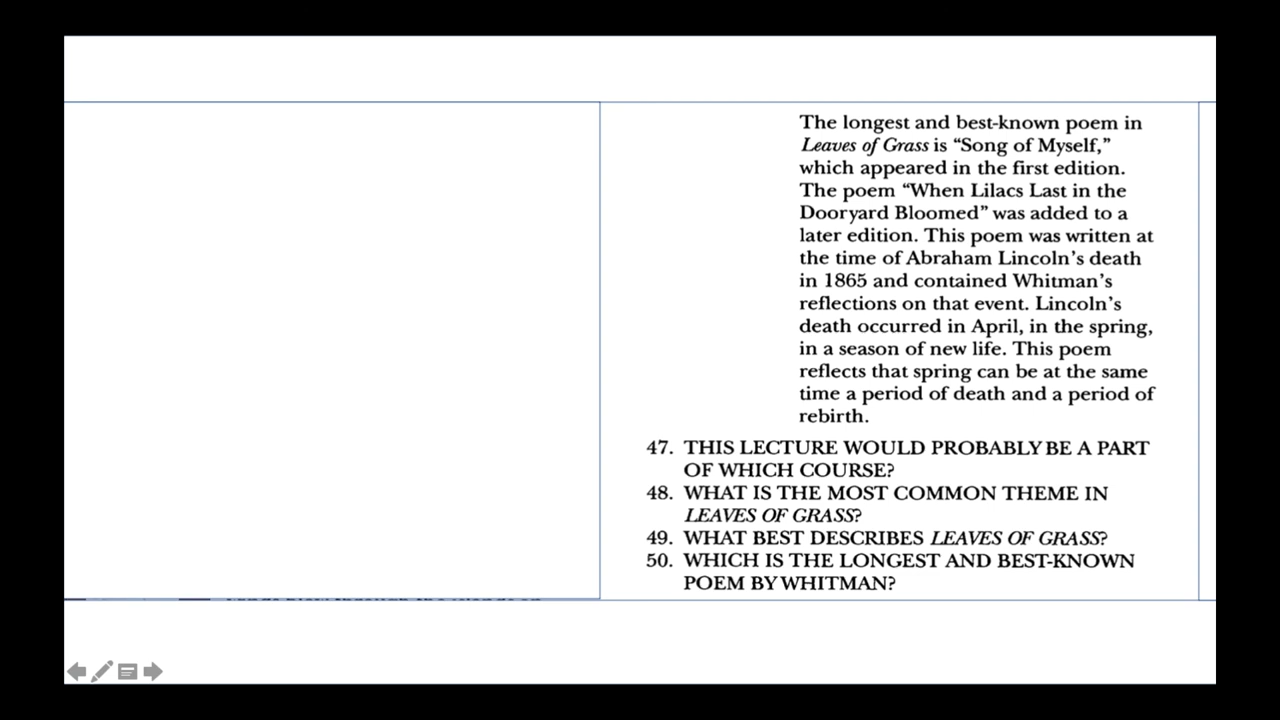 The longest and best-known poem in
Leaves of Grass is “Song of Myself,”
which appeared in the first edition.
The poem “When Lilacs Last in the
Dooryard Bloomed” was added to a
later edition. This poem was written at
the time of Abraham Lincoln’s death
in 1865 and contained Whitman’s
reflections on that event. Lincoln’s
death occurred in April, in the spring,
in a season of new life. This poem
reflects that spring can be at the same
time a period of death and a period of
rebirth.
47. THIS LECTURE WOULD PROBABLY BE A PART
OF WHICH COURSE?
48. WHAT IS THE MOST COMMON THEME IN
LEAVES OF GRASS?
49. WHAT BEST DESCRIBES LEAVES OF GRASS?
50. WHICH IS THE LONGEST AND BEST-KNOWN
POEM BY WHITMAN?